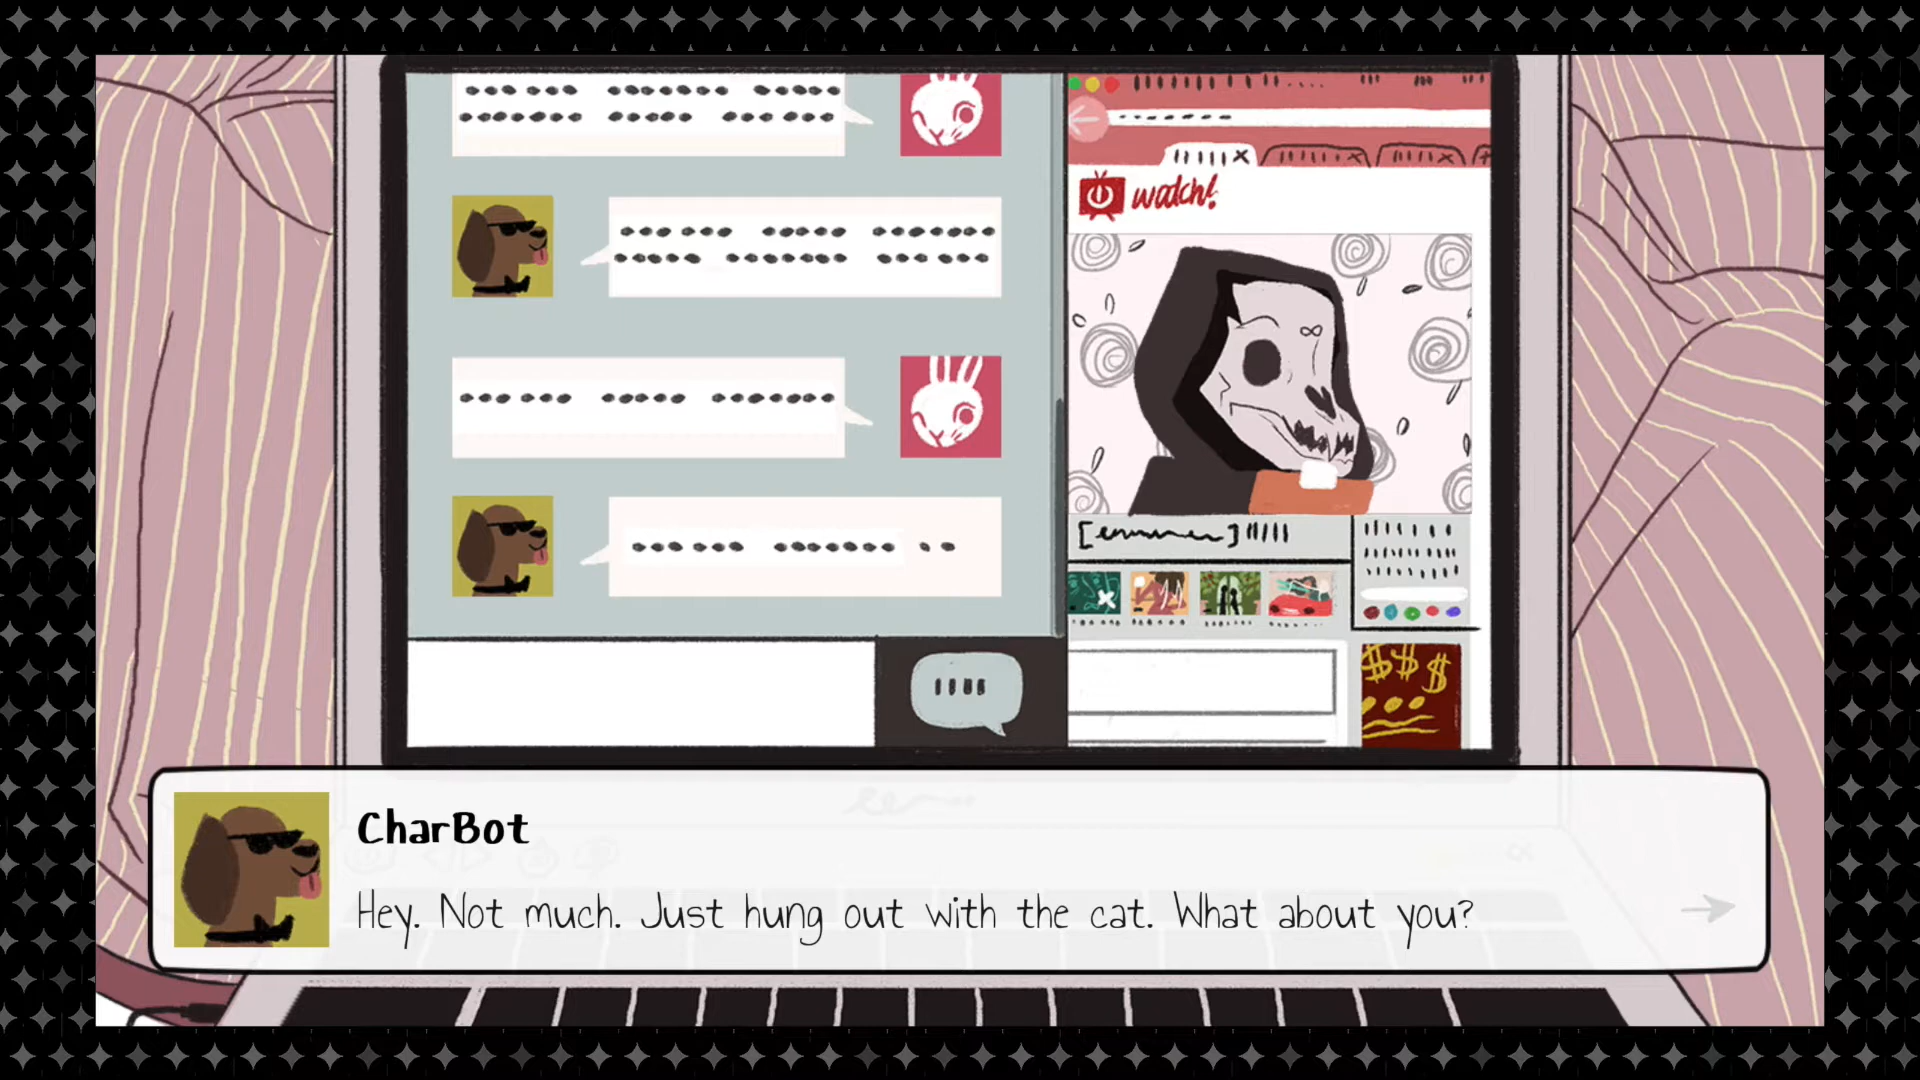 watch!
CharBot
Hey. Not much. Just hung out with the cat. What about you?
$$$